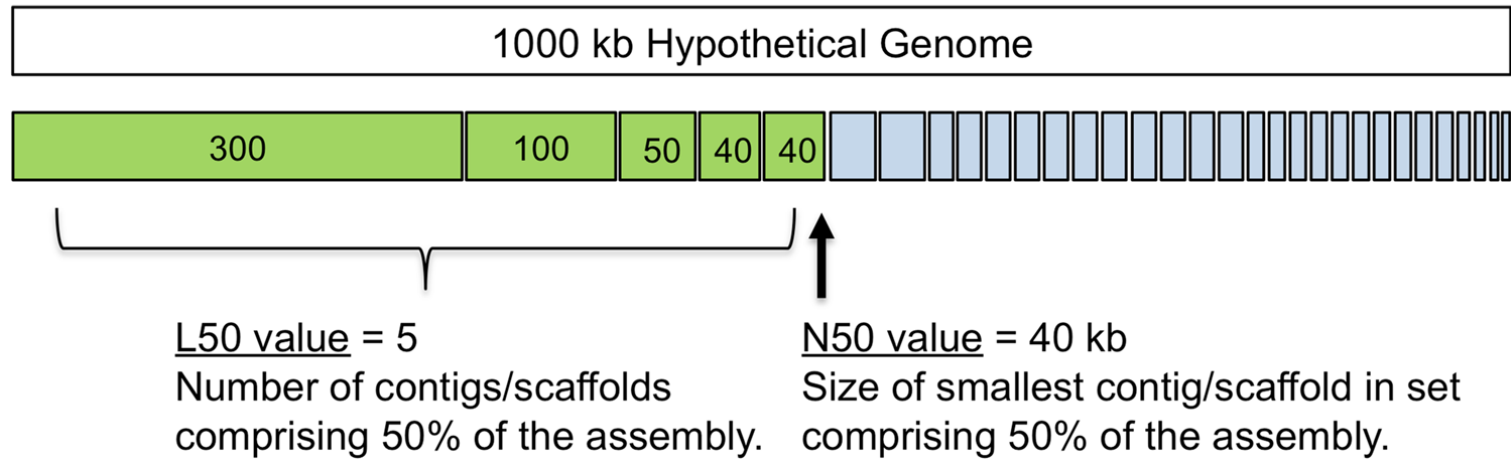 1000 kb Hypothetical Genome
300 100 50 40 40
L50 value = 5
Number of contigs/scaffolds
comprising 50% of the assembly.
N50 value = 40 kb
Size of smallest contig/scaffold in set
comprising 50% of the assembly.